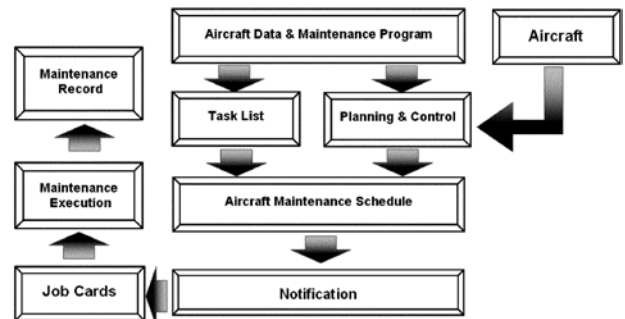 Aircraft Data & Maintenance Program
Aircraft
Maintenance
Record
Task List
Planning & Control
Maintenance
Execution
Aircraft Maintenance Schedule
Job Cards
Notification